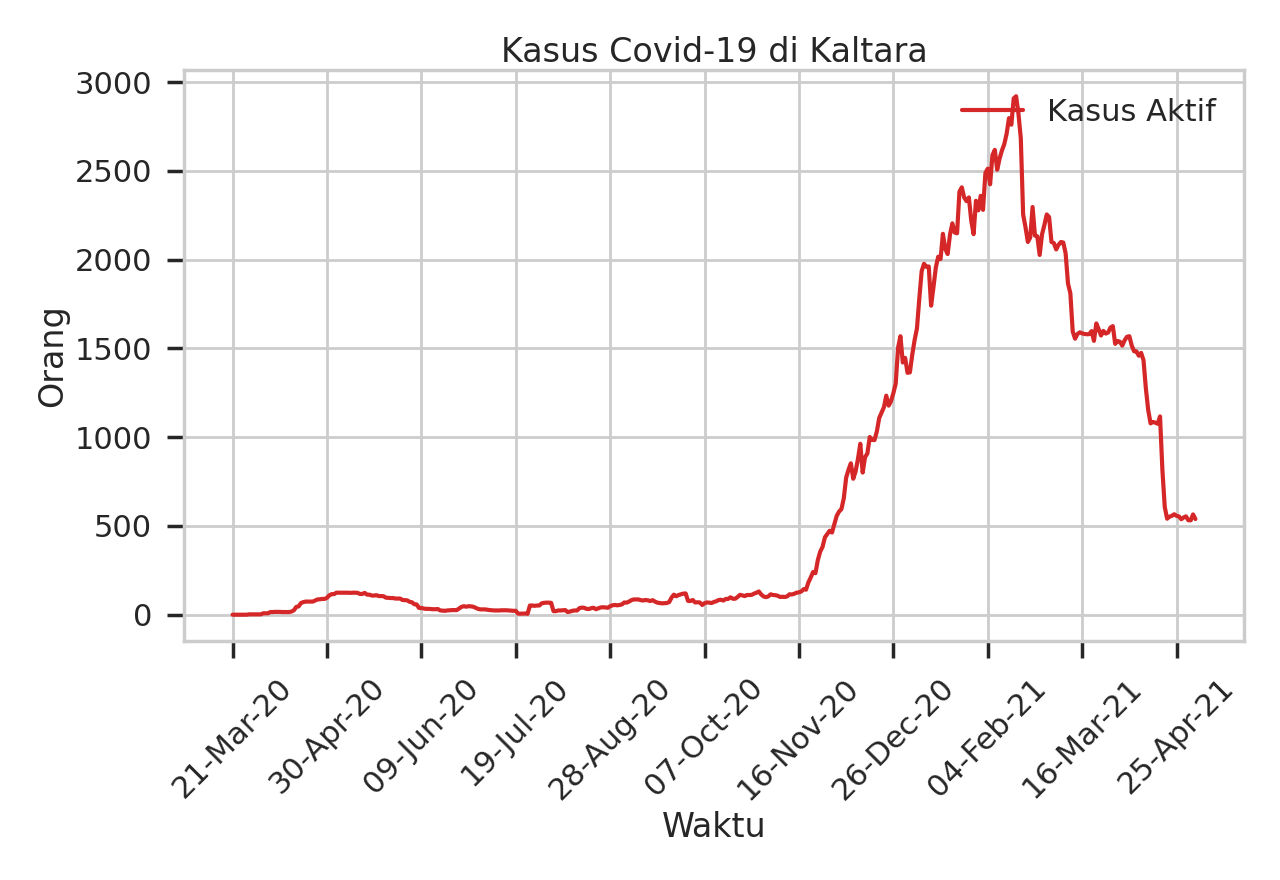 Kasus Covid-19 di Kaltara
Kasus Aktif
3000
2500
2000
1500
1000
500
0
Orang
21-Mar-20
30-Apr-20
09-Jun-20
19-Jul-20
28-Aug-20
07-Oct-20
16-Nov-20
26-Dec-20
04-Feb-21
16-Mar-21
25-Apr-21
Waktu